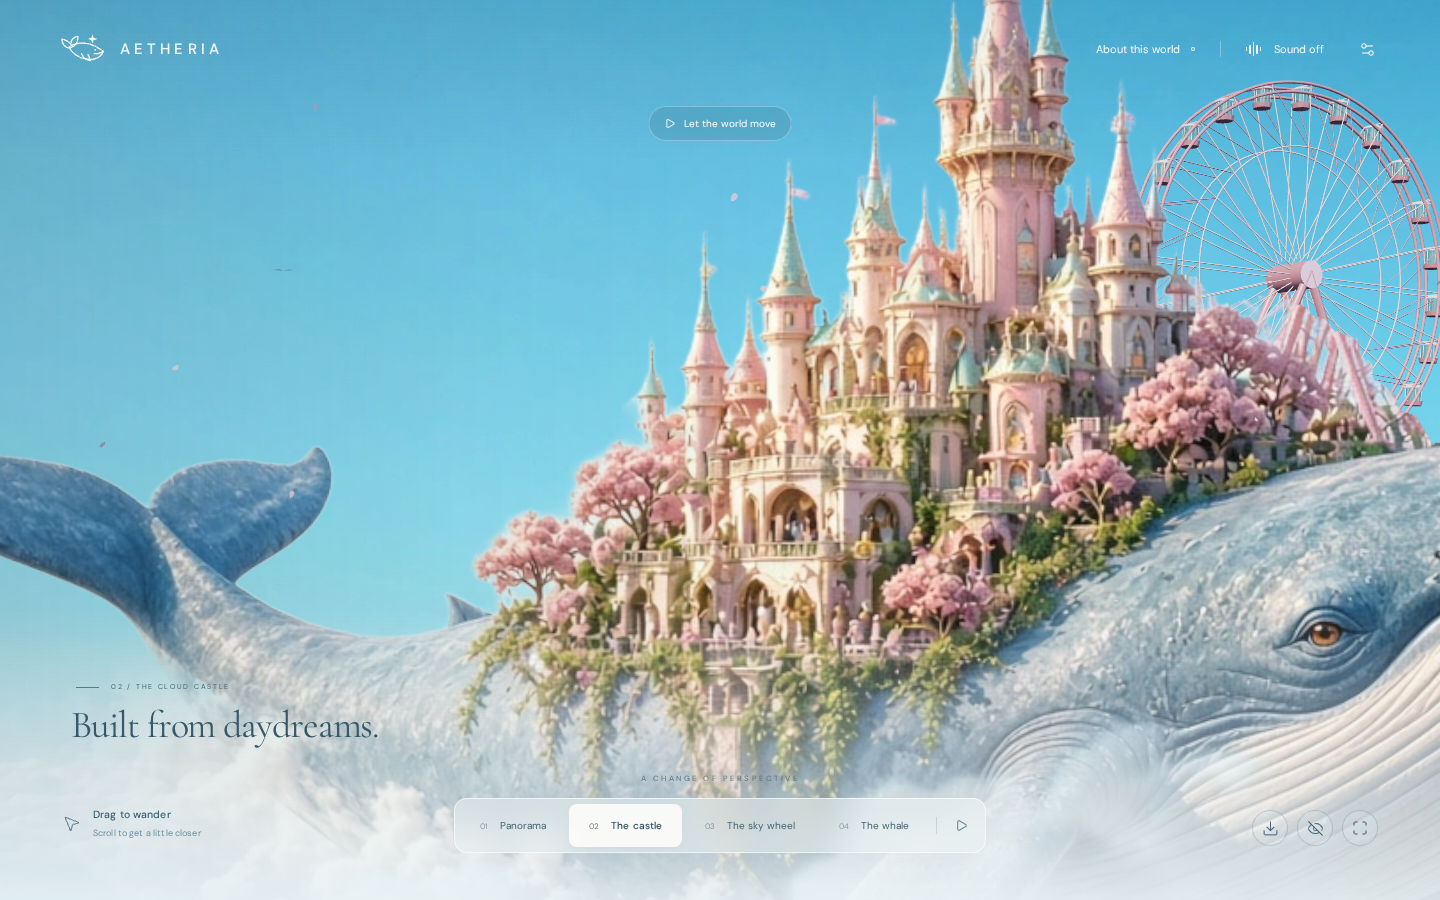 AETHERIA
About this world
Sound off
Let the world move
02 / THE CLOUD CASTLE
Built from daydreams.
A CHANGE OF PERSPECTIVE
Drag to wander
Scroll to get a little closer
01 Panorama
02 The castle
03 The sky wheel
04 The whale